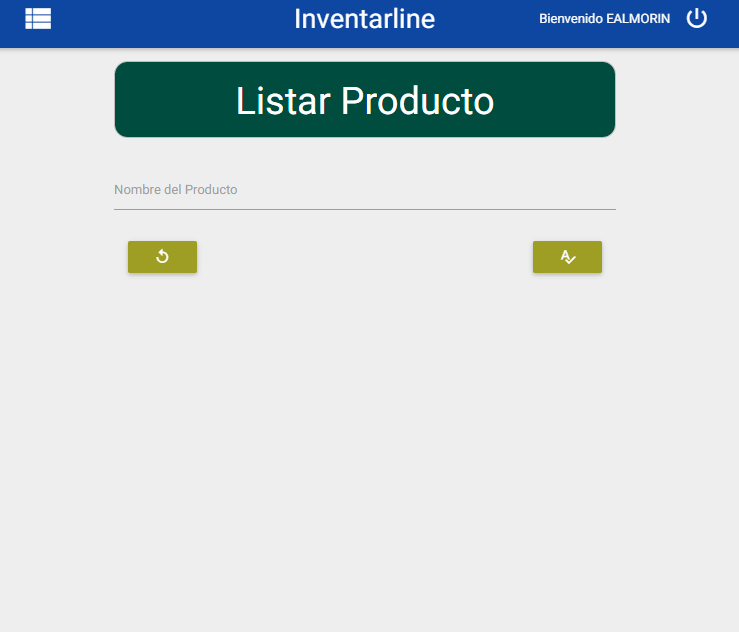 Inventarline
Bienvenido EALMORIN
Listar Producto
Nombre del Producto